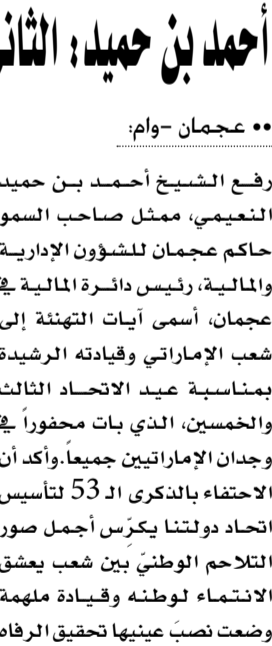 أحمد بن حميد: الثاني
•• عجمان -وام:
رفع الشيخ أحمد بن حميد
النعيمي، ممثل صاحب السمو
حاكم عجمان للشؤون الإدارية
والمالية، رئيس دائرة المالية في
عجمان، أسمى آيات التهنئة إلى
شعب الإماراتي وقيادته الرشيدة
بمناسبة عيد الاتحاد الثالث
والخمسين، الذي بات محفوراً في
وجدان الإماراتيين جميعاً.وأكد أن
الاحتفاء بالذكرى الـ 53 لتأسيس
اتحاد دولتنا يكرّس أجمل صور
التلاحم الوطنيّ بين شعب يعشق
الانتماء لوطنه وقيادة ملهمة
وضعت نصبَ عينيها تحقيق الرفاه